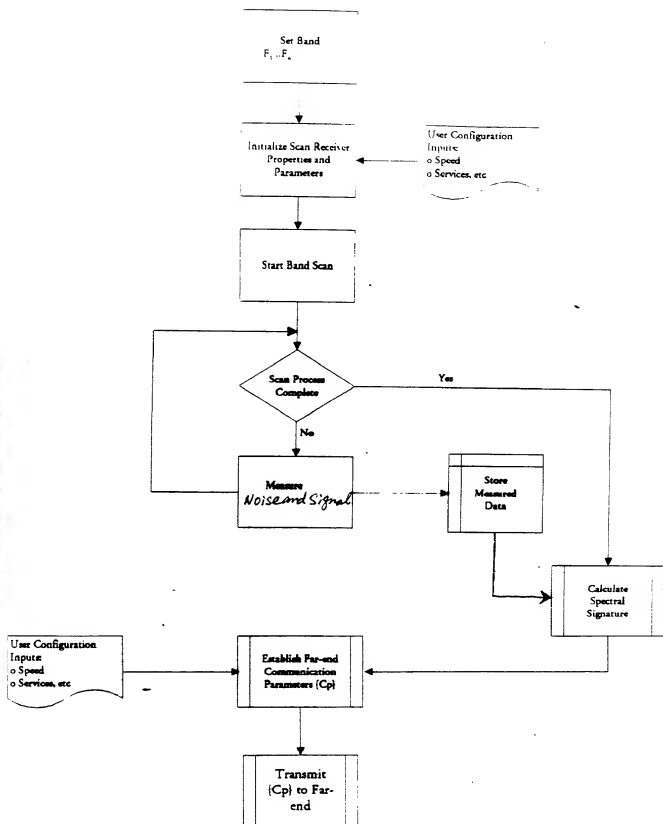 Set Band
F₁ ..Fₙ
Initialize Scan Receiver
Properties and
Parameters
User Configuration
Inputs:
o Speed
o Services, etc
Start Band Scan
Scan Process
Complete
Yes
No
Measure
Noise and Signal
Store
Measured
Data
Calculate
Spectral
Signature
User Configuration
Inputs:
o Speed
o Services, etc
Establish Far-end
Communication
Parameters {Cp}
Transmit
{Cp} to Far-
end